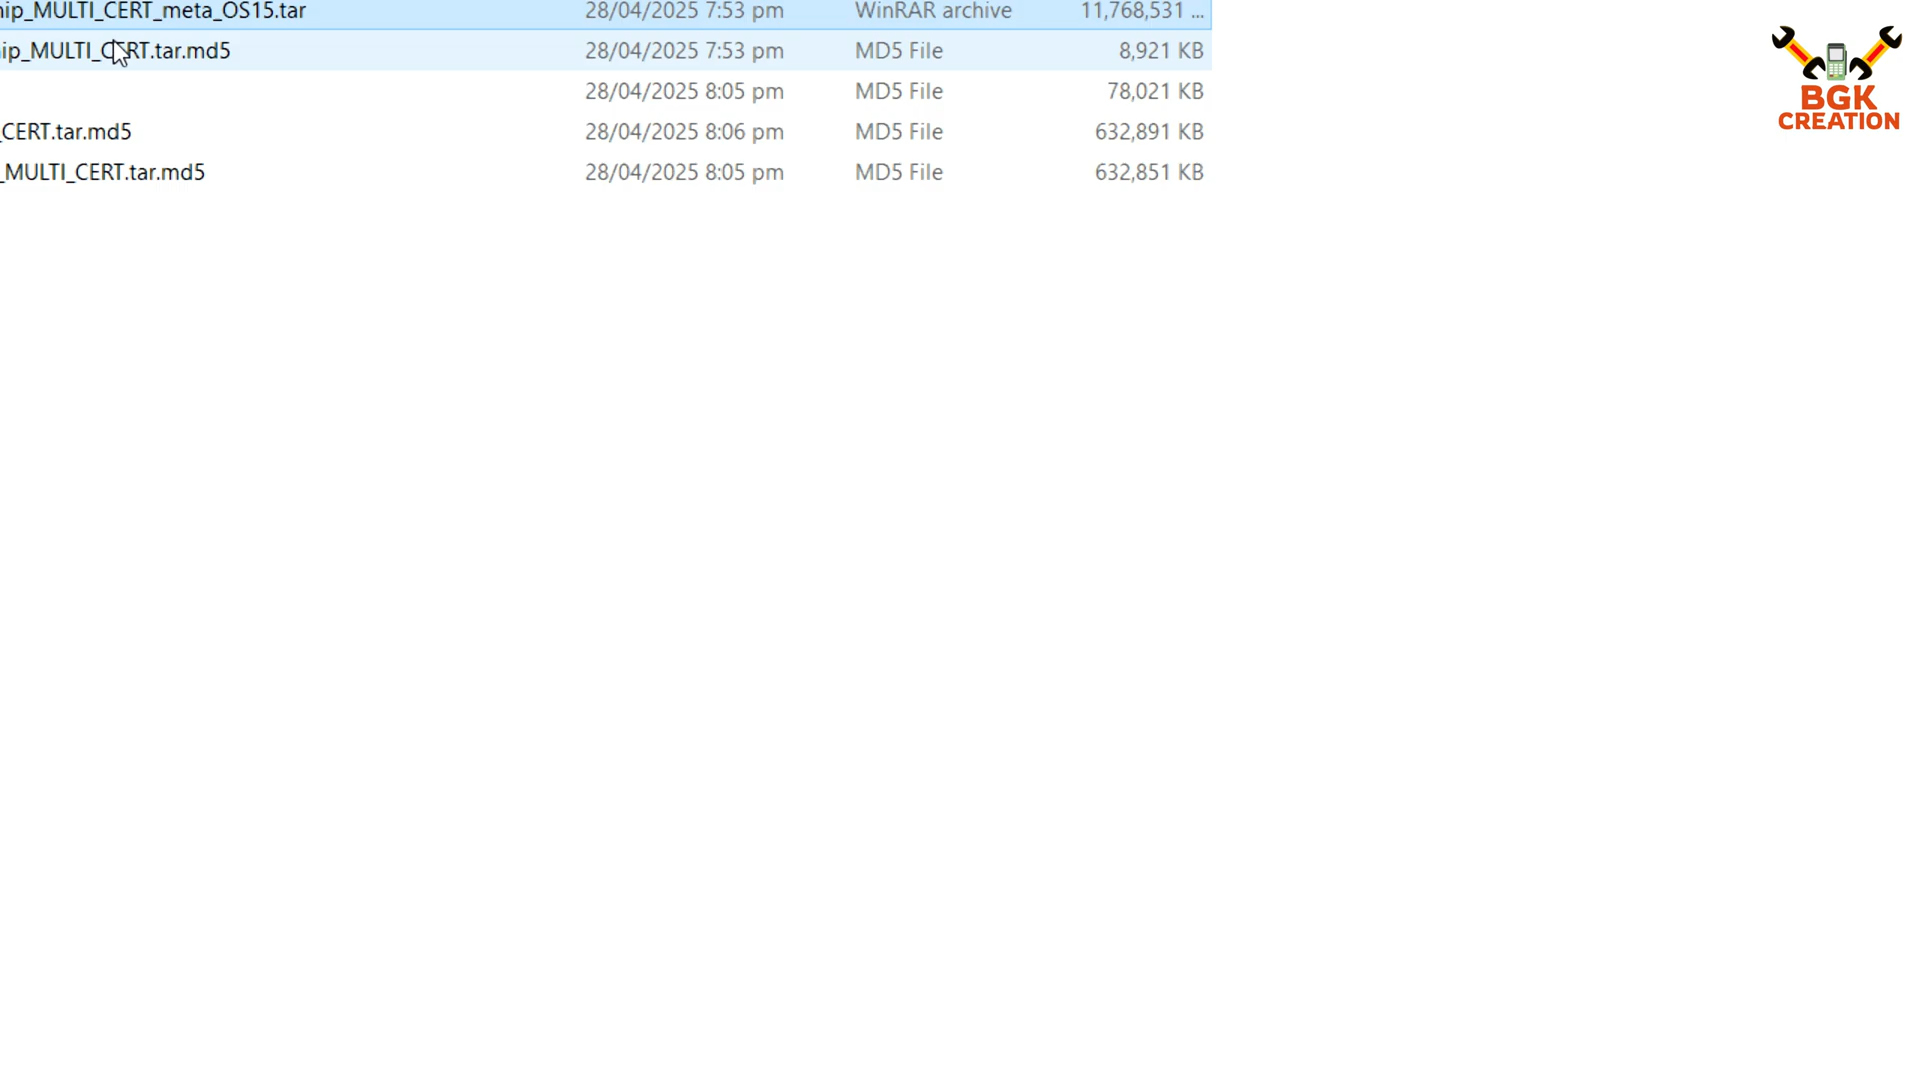 ip_MULTI_CERT_meta_OS15.tar 28/04/2025 7:53 pm WinRAR archive 11,768,531 ...
ip_MULTI_CERT.tar.md5 28/04/2025 7:53 pm MD5 File 8,921 KB
28/04/2025 8:05 pm MD5 File 78,021 KB
_CERT.tar.md5 28/04/2025 8:06 pm MD5 File 632,891 KB
_MULTI_CERT.tar.md5 28/04/2025 8:05 pm MD5 File 632,851 KB
BGK
CREATION